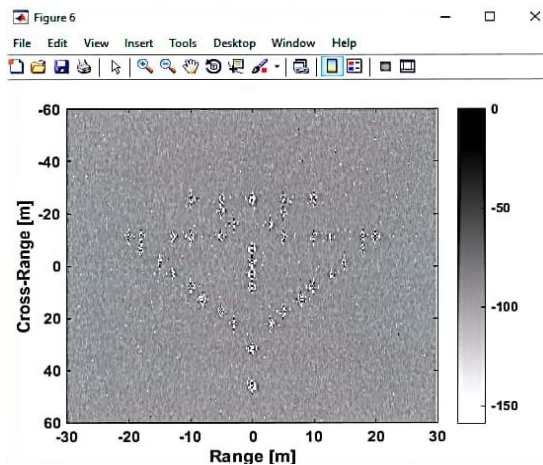 Figure 6
File Edit View Insert Tools Desktop Window Help
-60
-40
-20
0
20
40
60
Cross-Range [m]
-30 -20 -10 0 10 20 30
Range [m]
0
-50
-100
-150